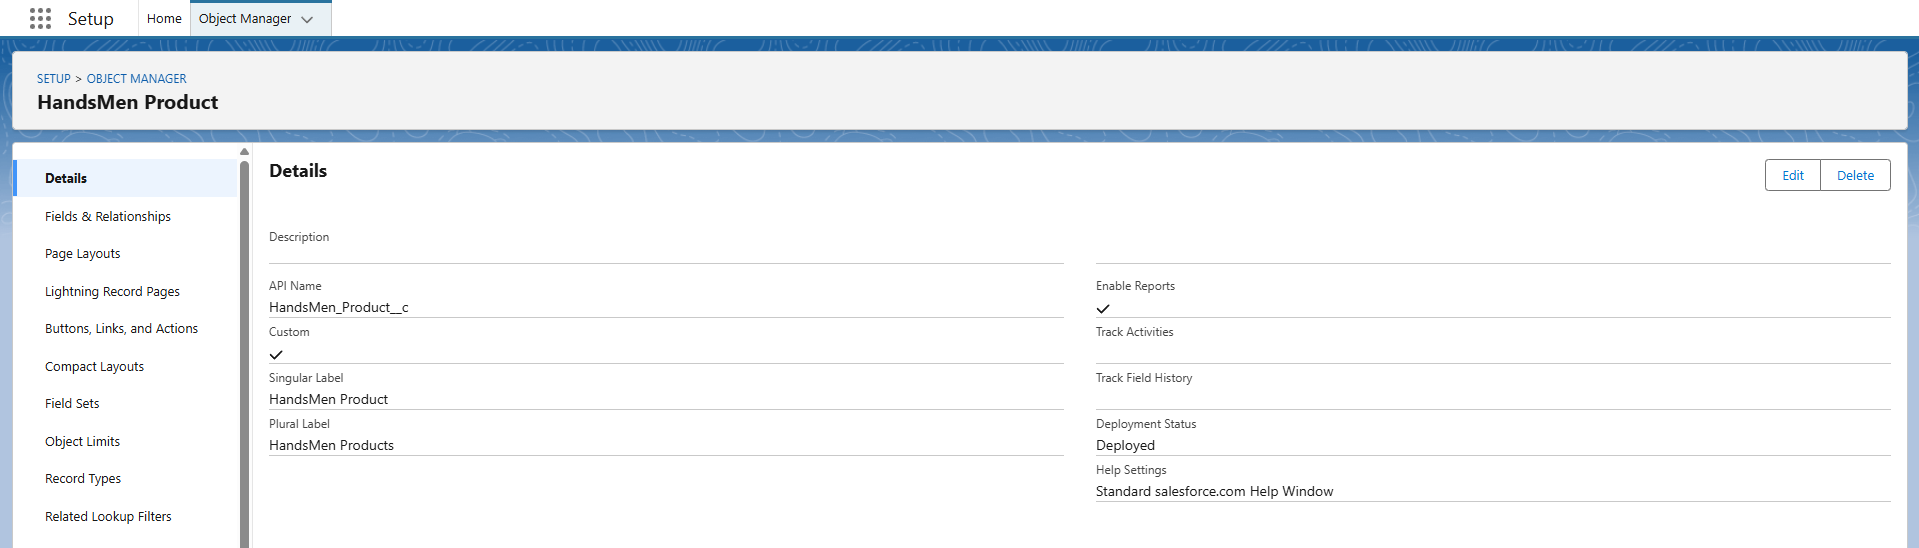 Setup
Home
Object Manager
SETUP > OBJECT MANAGER
HandsMen Product
Details
Fields & Relationships
Page Layouts
Lightning Record Pages
Buttons, Links, and Actions
Compact Layouts
Field Sets
Object Limits
Record Types
Related Lookup Filters
Details
Edit
Delete
Description
API Name
HandsMen_Product__c
Custom
Singular Label
HandsMen Product
Plural Label
HandsMen Products
Enable Reports
Track Activities
Track Field History
Deployment Status
Deployed
Help Settings
Standard salesforce.com Help Window